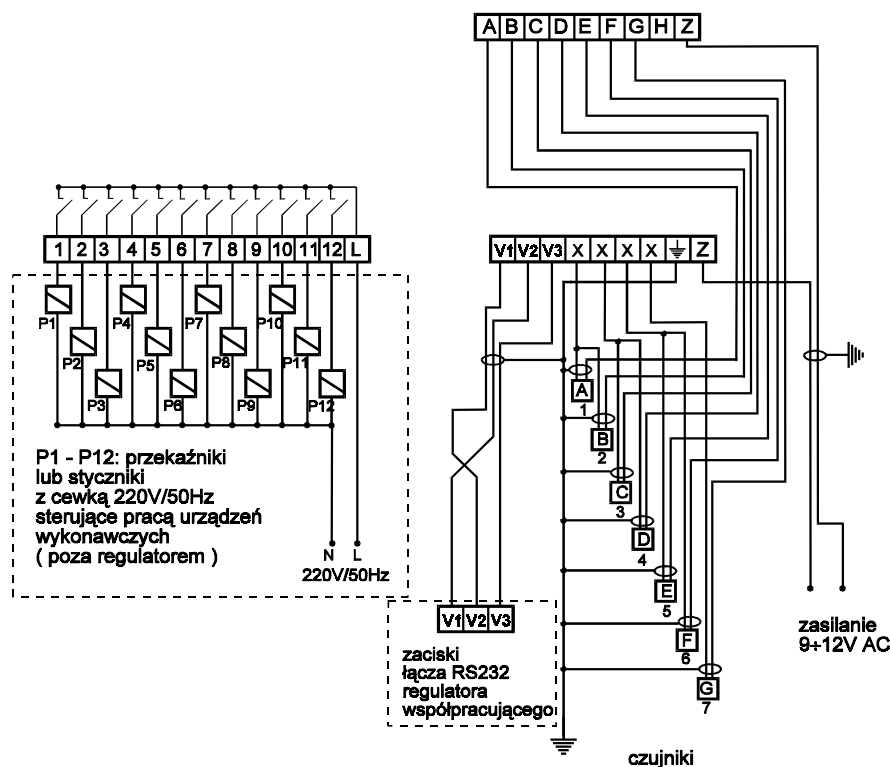 A B C D E F G H Z
1 2 3 4 5 6 7 8 9 10 11 12 L
V1 V2 V3 X X X X Z
P1 P4 P7 P10
P2 P5 P8 P11
P3 P6 P9 P12
A
1
B
2
C
3
D
4
E
5
F
6
G
7
P1 - P12: przekaźniki
lub styczniki
z cewką 220V/50Hz
sterujące pracą urządzeń
wykonawczych
( poza regulatorem )
N L
220V/50Hz
V1 V2 V3
zaciski
łącza RS232
regulatora
współpracującego
zasilanie
9÷12V AC
czujniki